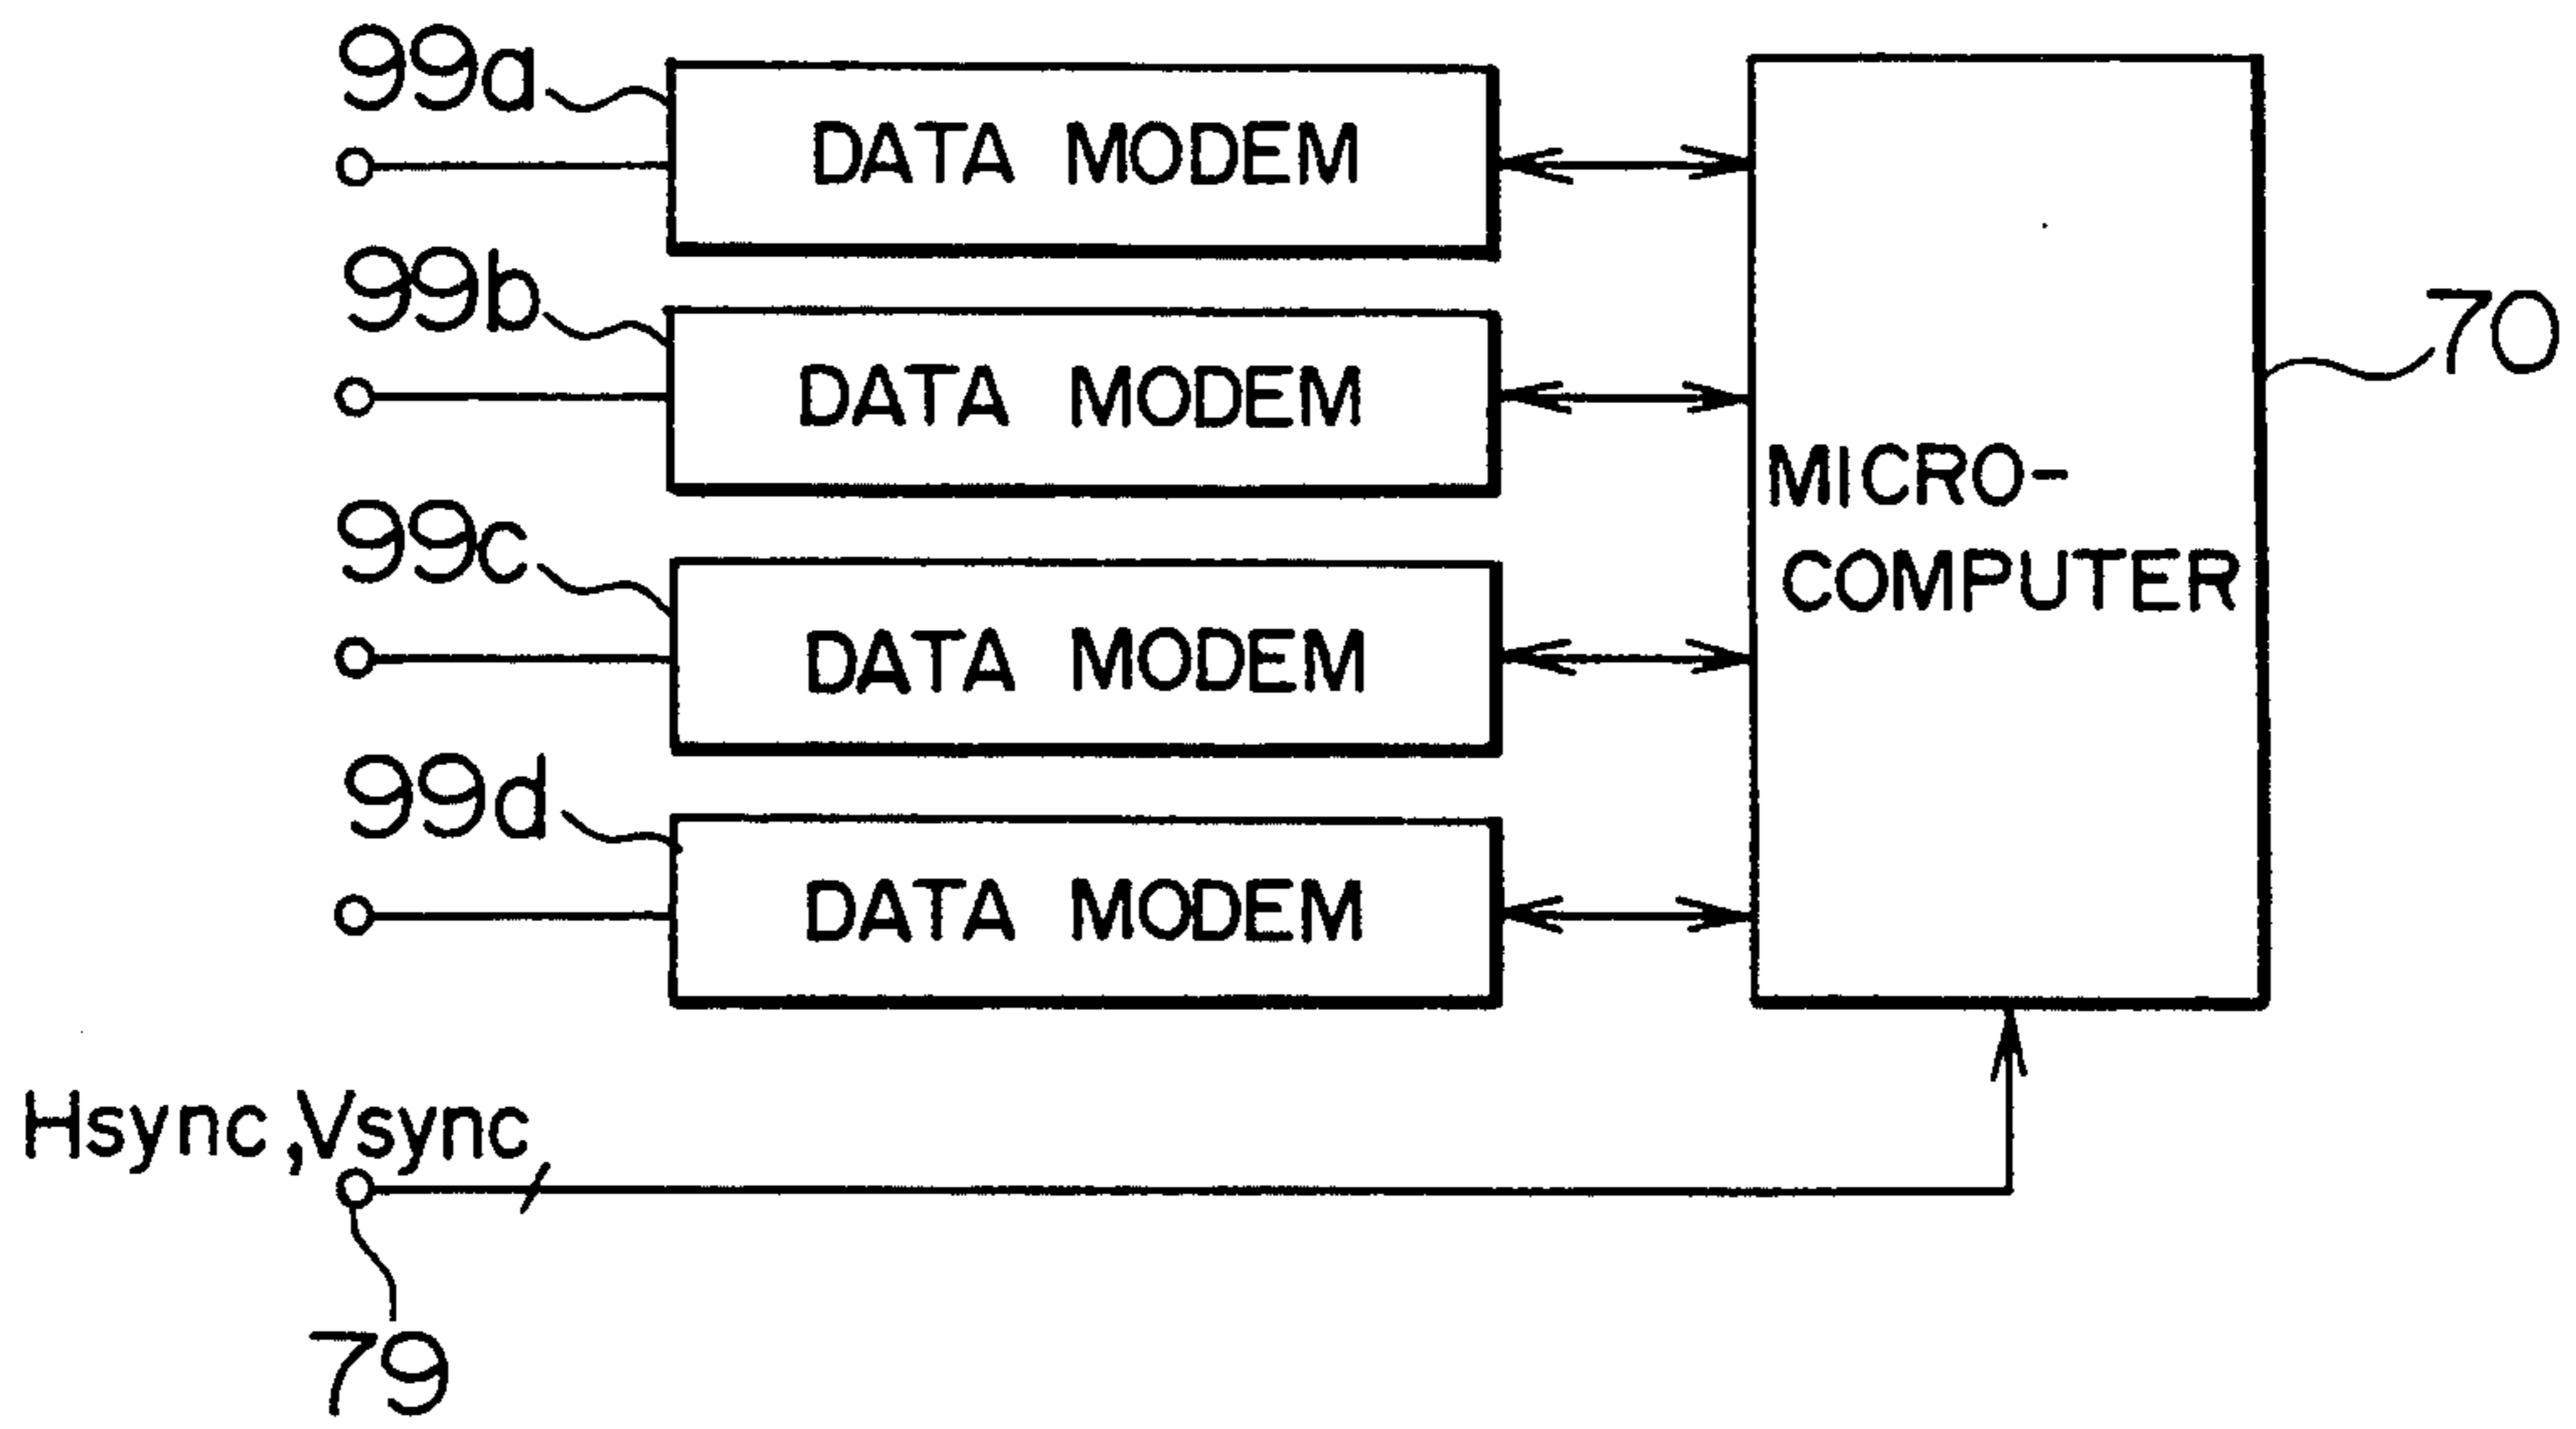 99a
DATA MODEM
99b
DATA MODEM
70
MICRO-
COMPUTER
99c
DATA MODEM
99d
DATA MODEM
Hsync,Vsync
79